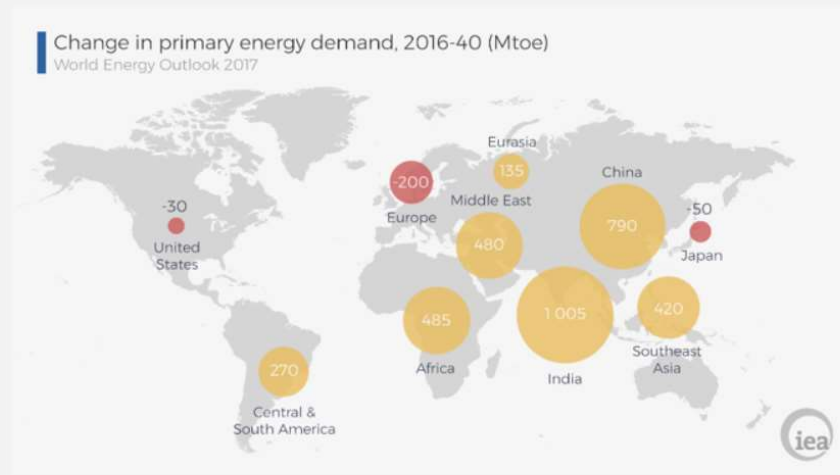 Change in primary energy demand, 2016-40 (Mtoe)
World Energy Outlook 2017
Eurasia
135
-200
Europe
China
790
-30
United
States
Middle East
480
-50
Japan
485
Africa
1 005
India
420
Southeast
Asia
270
Central &
South America
iea